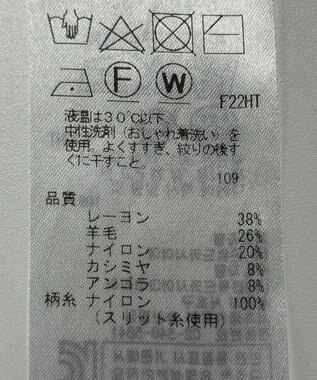 F W
F22HT
液温は30℃以下
中性洗剤(おしゃれ着洗い)を
使用。よくすすぎ、絞りの後す
ぐに干すこと。
109
品質
レーヨン 38%
羊毛 26%
ナイロン 20%
カシミヤ 8%
アンゴラ 8%
柄糸 ナイロン 100%
(スリット糸使用)